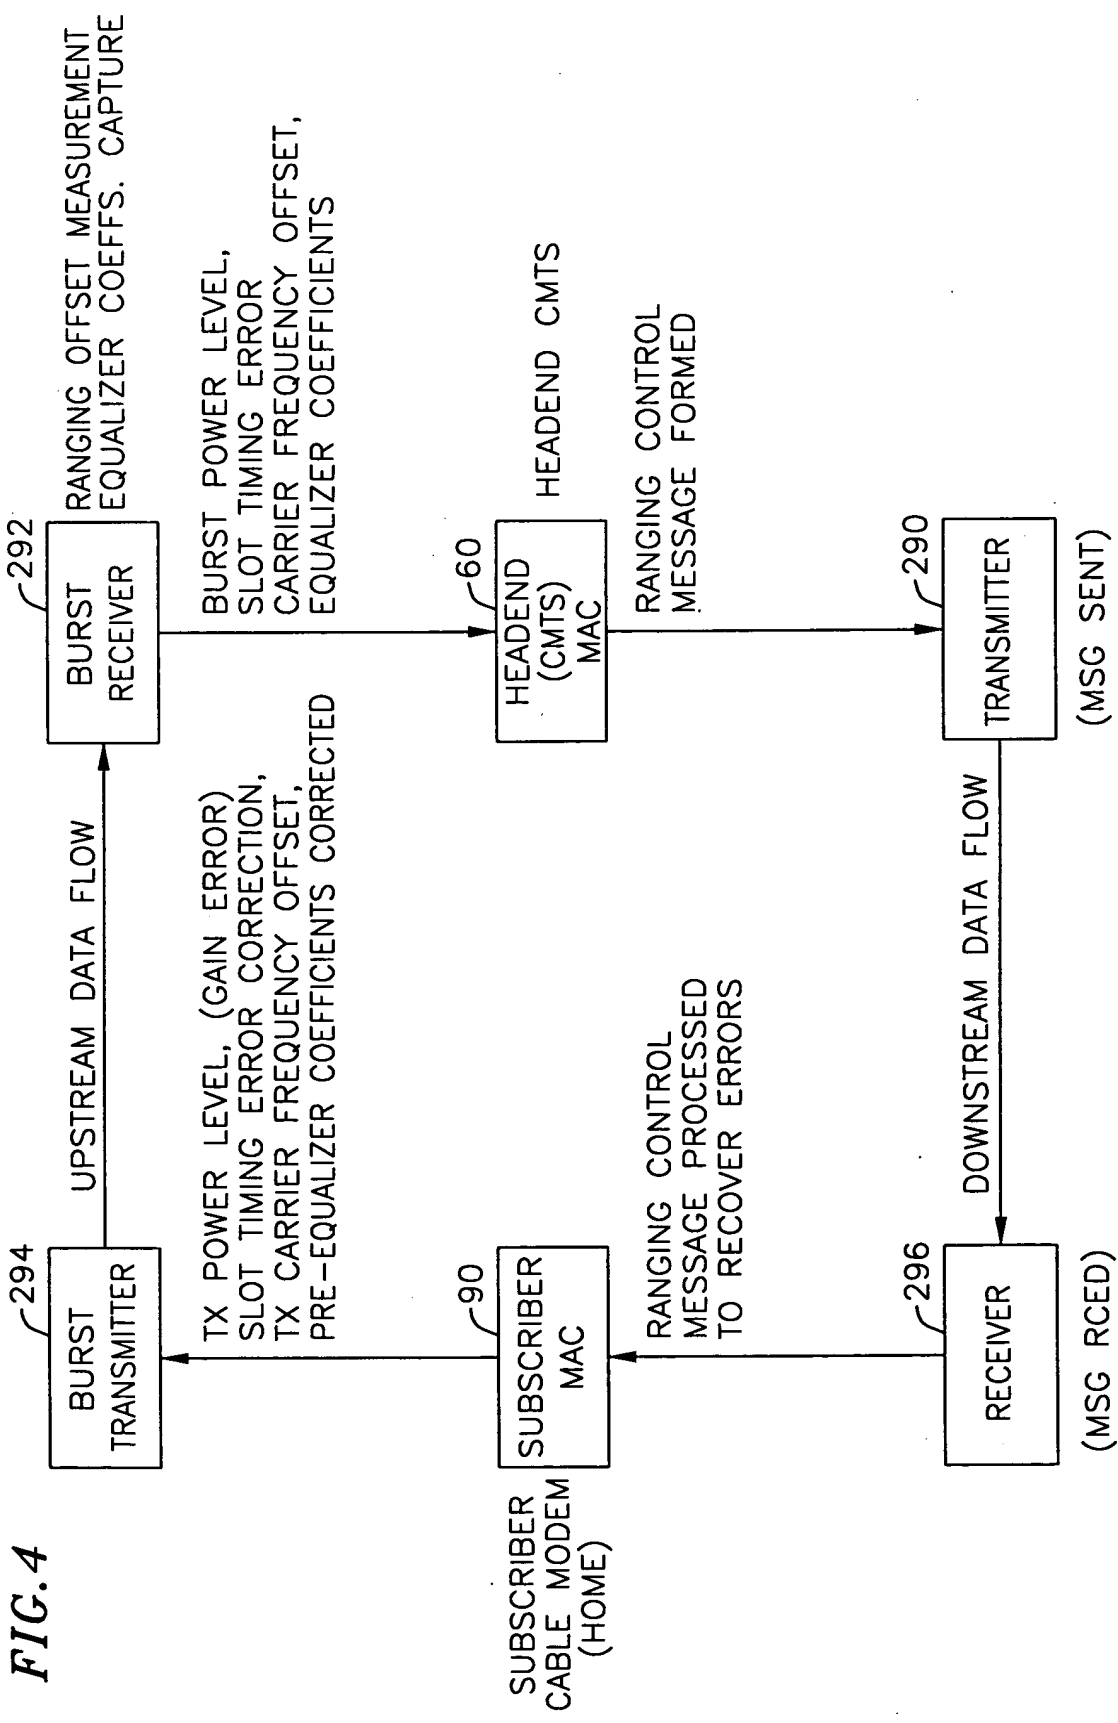 FIG.4
294
BURST
TRANSMITTER
UPSTREAM DATA FLOW
292
BURST
RECEIVER
RANGING OFFSET MEASUREMENT
EQUALIZER COEFFS. CAPTURE
TX POWER LEVEL, (GAIN ERROR)
SLOT TIMING ERROR CORRECTION,
TX CARRIER FREQUENCY OFFSET,
PRE-EQUALIZER COEFFICIENTS CORRECTED
BURST POWER LEVEL,
SLOT TIMING ERROR
CARRIER FREQUENCY OFFSET,
EQUALIZER COEFFICIENTS
SUBSCRIBER
CABLE MODEM
(HOME)
90
SUBSCRIBER
MAC
60
HEADEND
(CMTS)
MAC
HEADEND CMTS
RANGING CONTROL
MESSAGE PROCESSED
TO RECOVER ERRORS
RANGING CONTROL
MESSAGE FORMED
296
RECEIVER
(MSG RCED)
DOWNSTREAM DATA FLOW
290
TRANSMITTER
(MSG SENT)